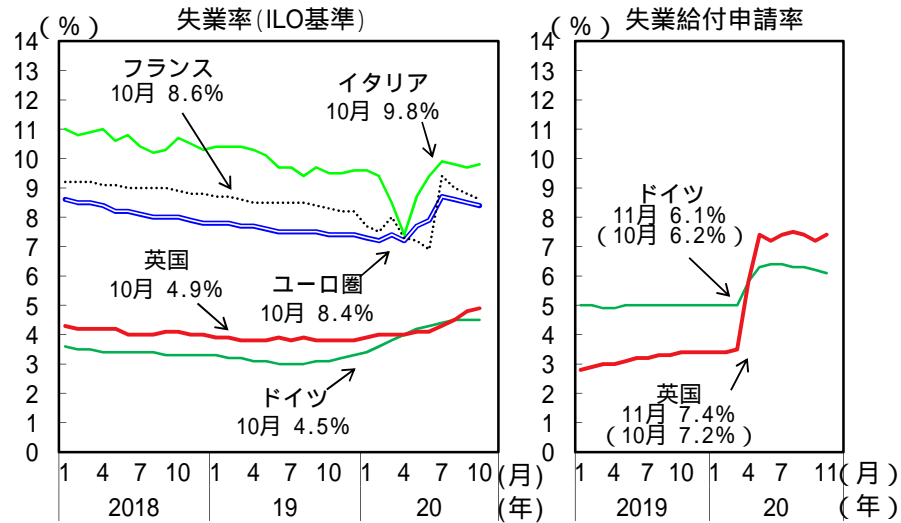 失業率(ILO基準)
(%)
14
13
12
11
10
9
8
7
6
5
4
3
2
1
0
フランス
10月 8.6%
イタリア
10月 9.8%
英国
10月 4.9%
ユーロ圏
10月 8.4%
ドイツ
10月 4.5%
1 4 7 10 1 4 7 10 1 4 7 10 (月)
2018 19 20 (年)
失業給付申請率
(%)
14
13
12
11
10
9
8
7
6
5
4
3
2
1
0
ドイツ
11月 6.1%
(10月 6.2%)
英国
11月 7.4%
(10月 7.2%)
1 4 7 10 1 4 7 11 (月)
2019 20 (年)